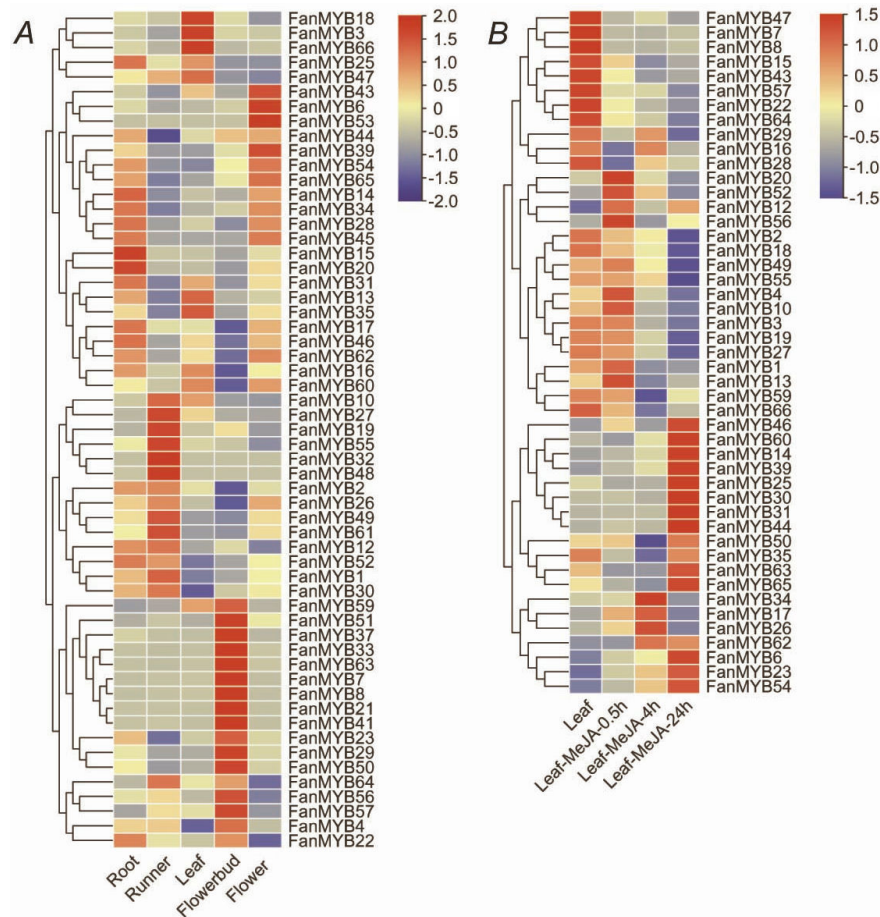 A
FanMYB18
FanMYB3
FanMYB66
FanMYB25
FanMYB47
FanMYB43
FanMYB6
FanMYB53
FanMYB44
FanMYB39
FanMYB54
FanMYB65
FanMYB14
FanMYB34
FanMYB28
FanMYB45
FanMYB15
FanMYB20
FanMYB31
FanMYB13
FanMYB35
FanMYB17
FanMYB46
FanMYB62
FanMYB16
FanMYB60
FanMYB10
FanMYB27
FanMYB19
FanMYB55
FanMYB32
FanMYB48
FanMYB2
FanMYB26
FanMYB49
FanMYB61
FanMYB12
FanMYB52
FanMYB1
FanMYB30
FanMYB59
FanMYB51
FanMYB37
FanMYB33
FanMYB63
FanMYB7
FanMYB8
FanMYB21
FanMYB41
FanMYB23
FanMYB29
FanMYB50
FanMYB64
FanMYB56
FanMYB57
FanMYB4
FanMYB22
Root
Runner
Leaf
Flowerbud
Flower
2.0
1.5
1.0
0.5
0
-0.5
-1.0
-1.5
-2.0
B
FanMYB47
FanMYB7
FanMYB8
FanMYB15
FanMYB43
FanMYB57
FanMYB22
FanMYB64
FanMYB29
FanMYB16
FanMYB28
FanMYB20
FanMYB52
FanMYB12
FanMYB56
FanMYB2
FanMYB18
FanMYB49
FanMYB55
FanMYB4
FanMYB10
FanMYB3
FanMYB19
FanMYB27
FanMYB1
FanMYB13
FanMYB59
FanMYB66
FanMYB46
FanMYB60
FanMYB14
FanMYB39
FanMYB25
FanMYB30
FanMYB31
FanMYB44
FanMYB50
FanMYB35
FanMYB63
FanMYB65
FanMYB34
FanMYB17
FanMYB26
FanMYB62
FanMYB6
FanMYB23
FanMYB54
Leaf
Leaf-MeJA-0.5h
Leaf-MeJA-4h
Leaf-MeJA-24h
1.5
1.0
0.5
0
-0.5
-1.0
-1.5